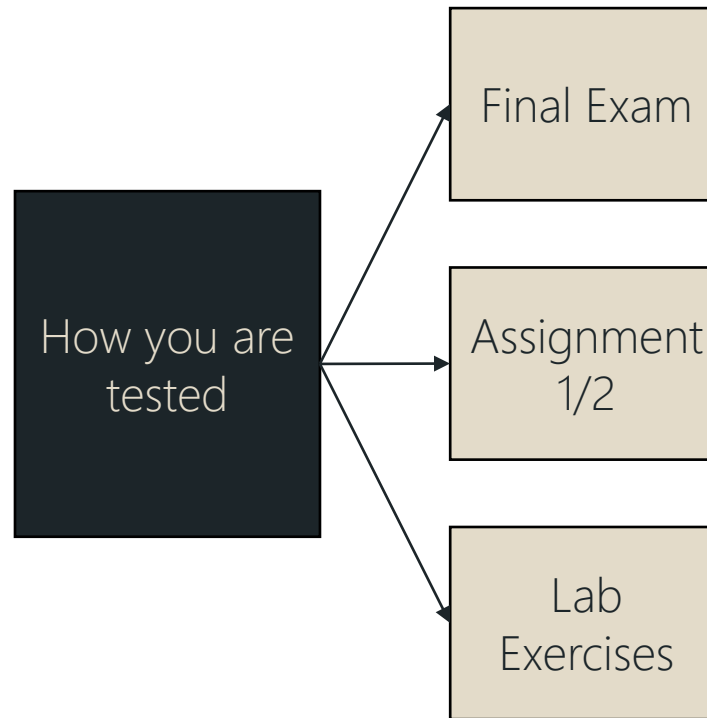 How you are
tested
Final Exam
Assignment
1/2
Lab
Exercises